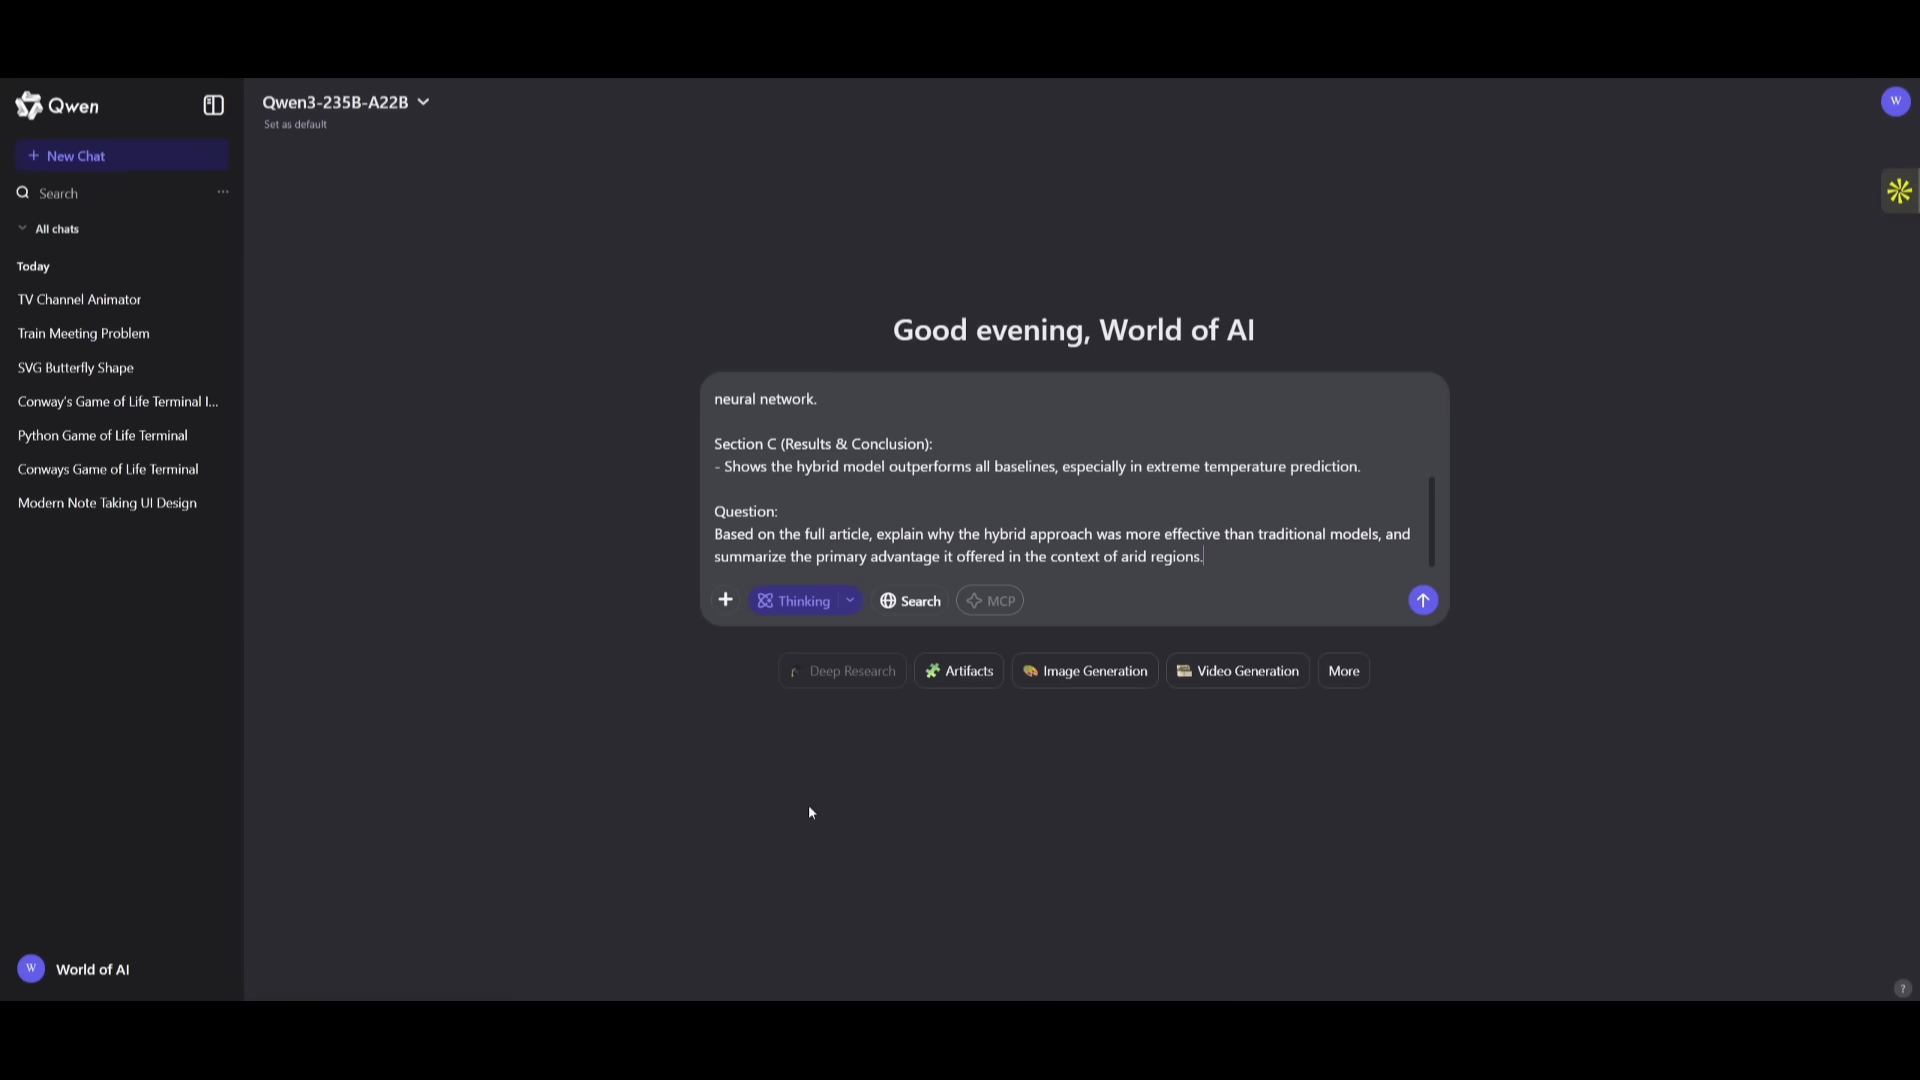 Qwen
New Chat
Search
All chats
Today
TV Channel Animator
Train Meeting Problem
SVG Butterfly Shape
Conway's Game of Life Terminal I...
Python Game of Life Terminal
Conways Game of Life Terminal
Modern Note Taking UI Design
W World of AI
Qwen3-235B-A22B
Set as default
W
Good evening, World of AI
neural network.
Section C (Results & Conclusion):
- Shows the hybrid model outperforms all baselines, especially in extreme temperature prediction.
Question:
Based on the full article, explain why the hybrid approach was more effective than traditional models, and
summarize the primary advantage it offered in the context of arid regions.
Thinking Search MCP
Deep Research Artifacts Image Generation Video Generation More
?